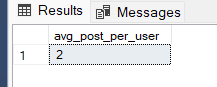 Results Messages
avg_post_per_user
1 2